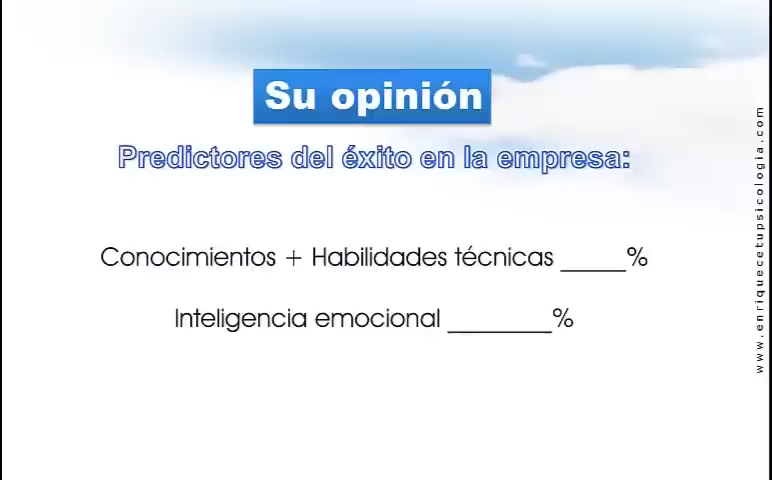 Su opinión
Predictores del éxito en la empresa:
Conocimientos + Habilidades técnicas _____%
Inteligencia emocional ________%
www.enriquecetupsicologia.com